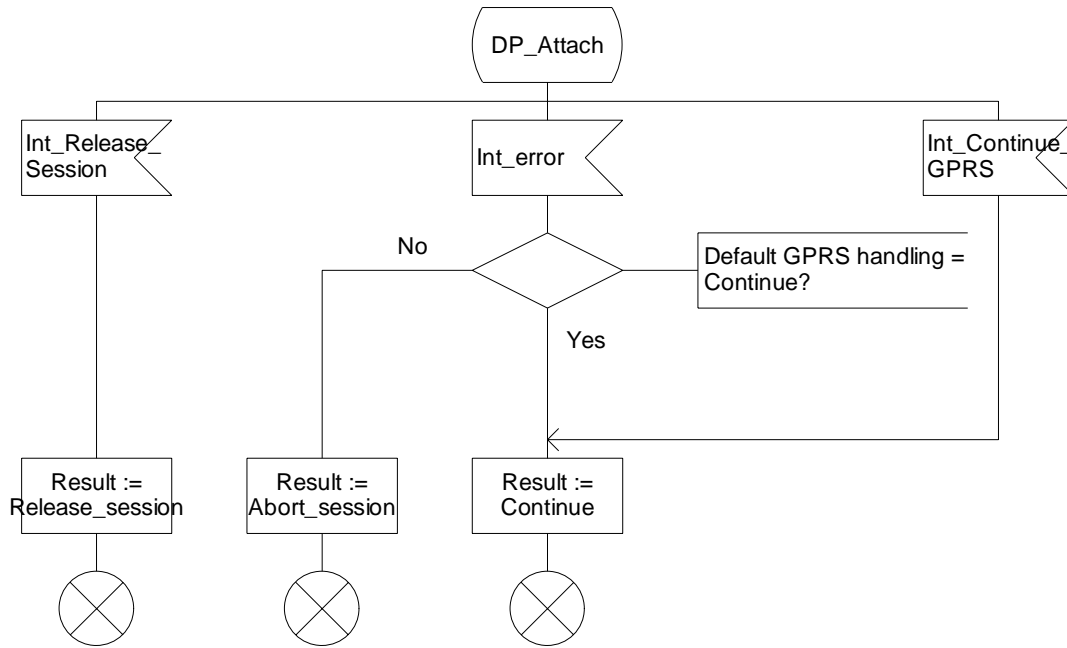 DP_Attach
Int_Release_
Session
Int_error
Int_Continue_
GPRS
No
Default GPRS handling =
Continue?
Yes
Result :=
Release_session
Result :=
Abort_session
Result :=
Continue